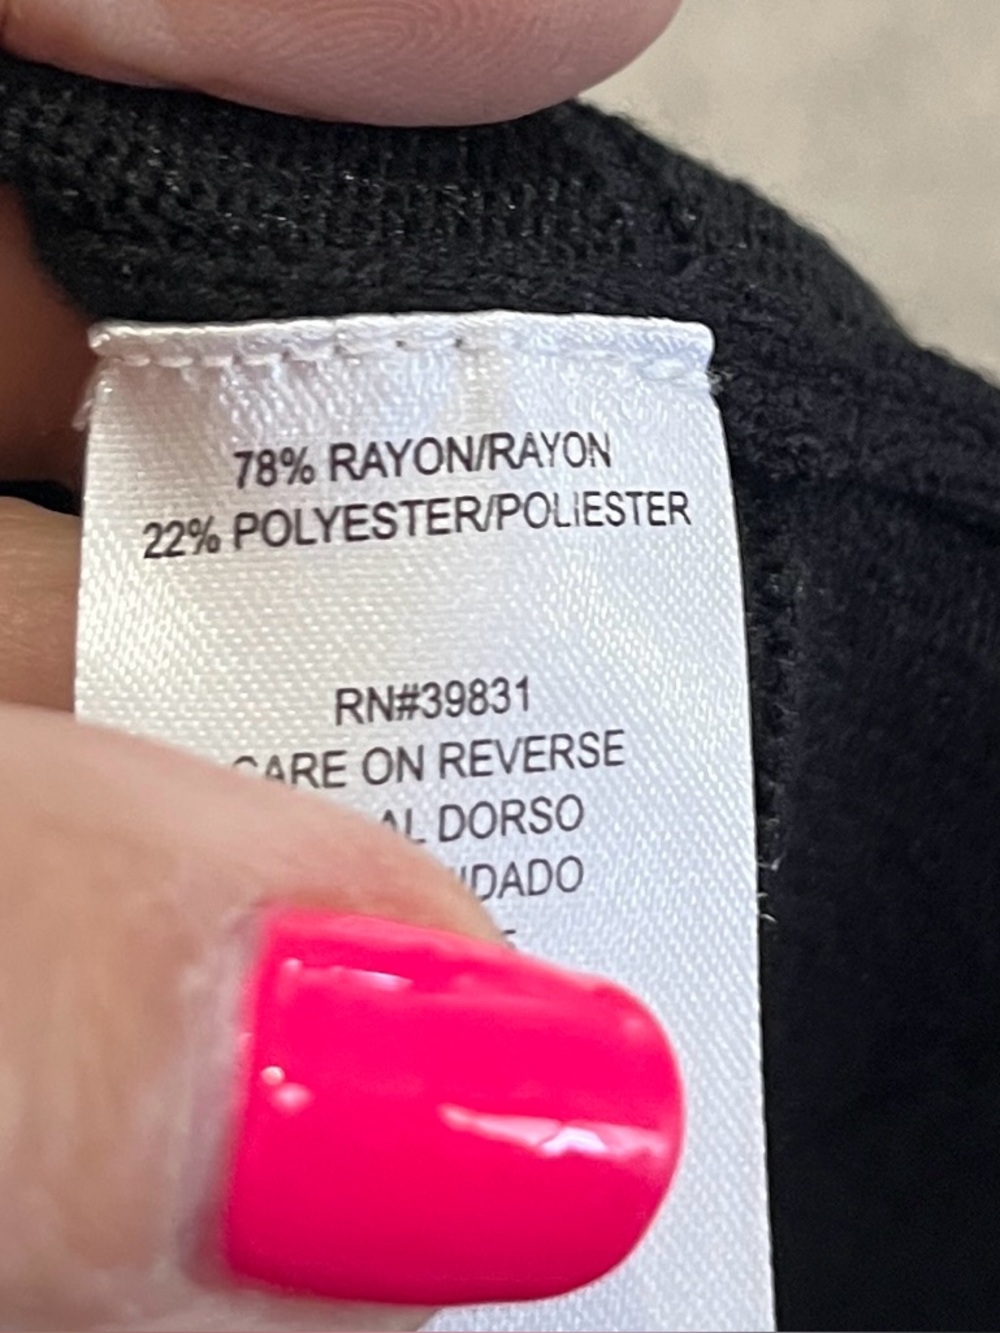 78% RAYON/RAYON
22% POLYESTER/POLIESTER
RN#39831
CARE ON REVERSE
AL DORSO